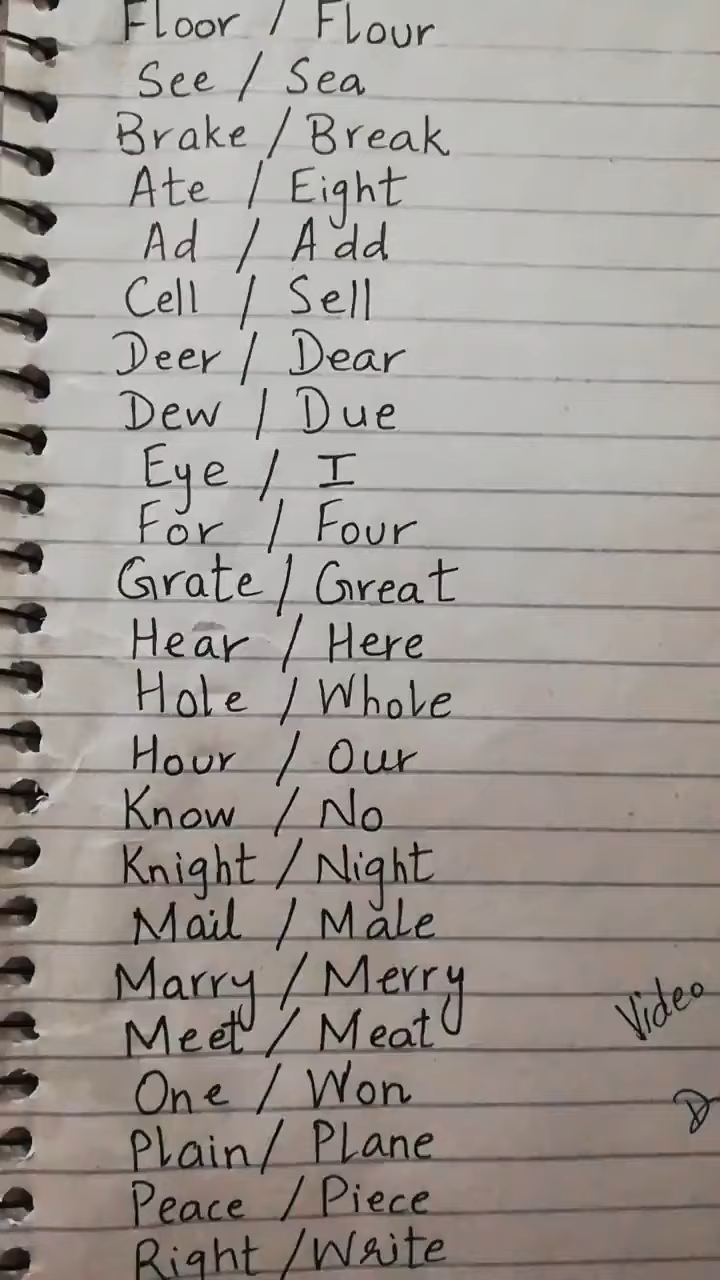 Floor / Flour
See / Sea
Brake / Break
Ate / Eight
Ad / Add
Cell / Sell
Deer / Dear
Dew / Due
Eye / I
For / Four
Grate / Great
Hear / Here
Hole / Whole
Hour / Our
Know / No
Knight / Night
Mail / Male
Marry / Merry
Video
Meet / Meat
One / Won
Plain / Plane
Peace / Piece
Right / Write